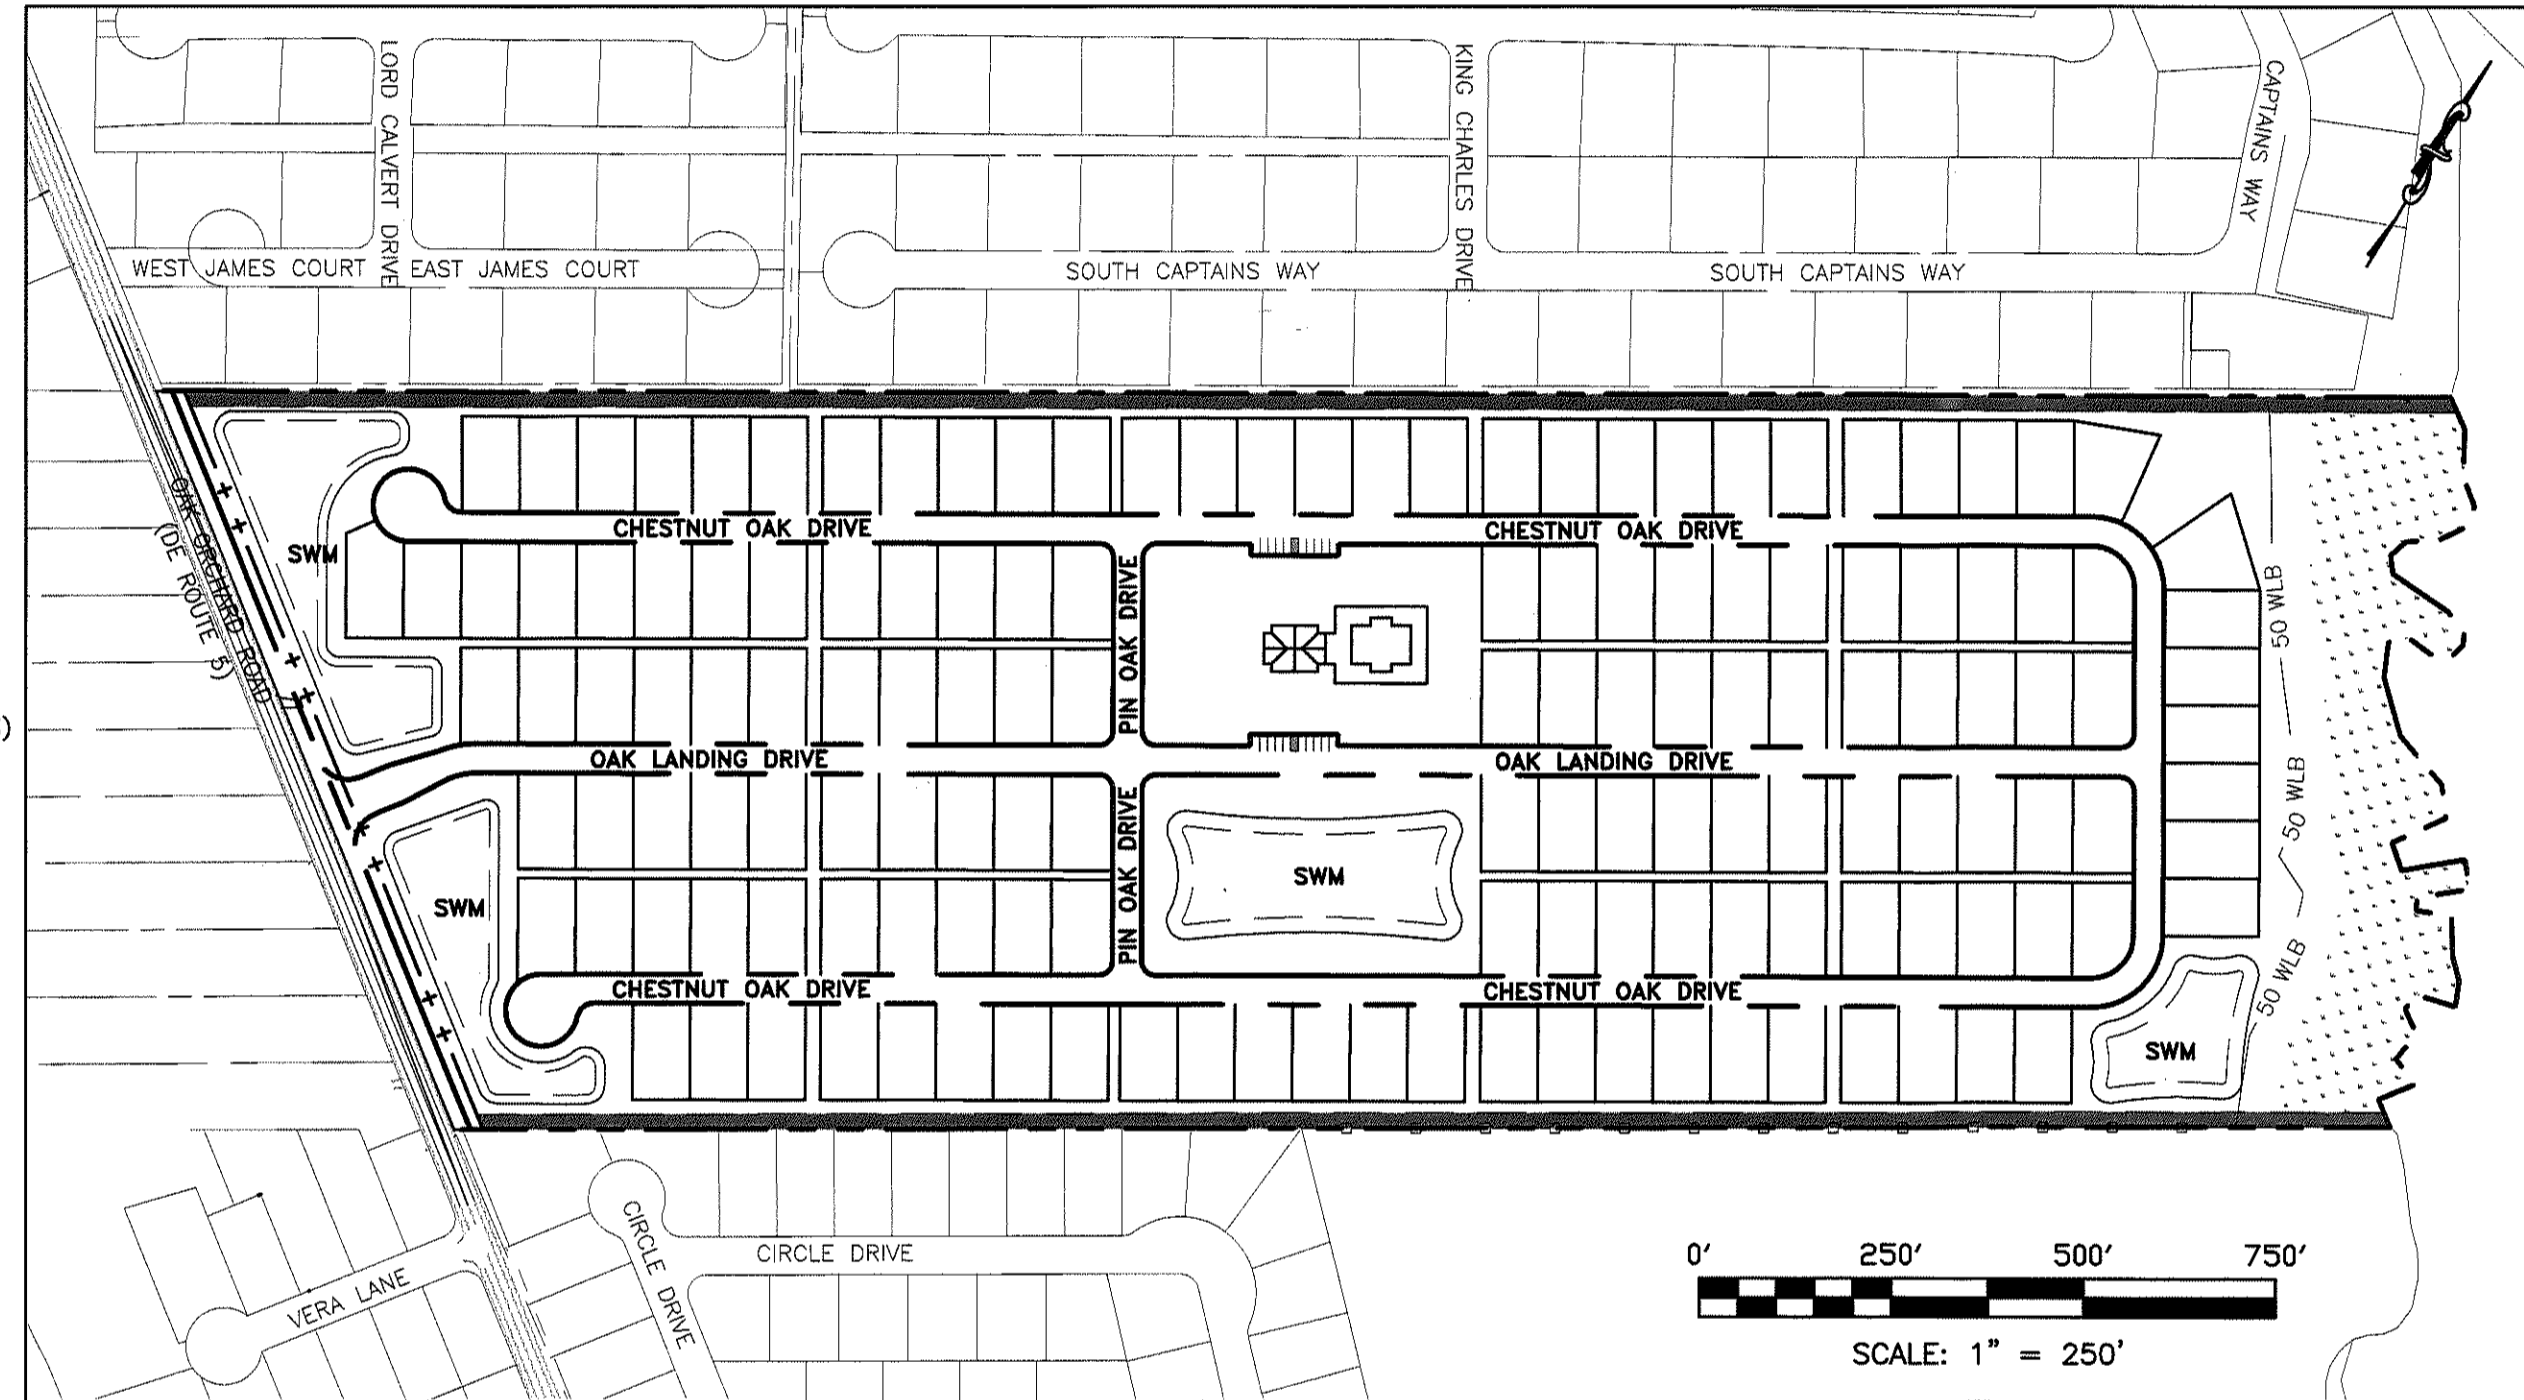 LORD CALVERT DRIVE
KING CHARLES DRIVE
CAPTAINS WAY
WEST JAMES COURT
EAST JAMES COURT
SOUTH CAPTAINS WAY
SOUTH CAPTAINS WAY
OAK ORCHARD ROAD
(DE ROUTE 5)
SWM
CHESTNUT OAK DRIVE
CHESTNUT OAK DRIVE
PIN OAK DRIVE
50 WLB
OAK LANDING DRIVE
OAK LANDING DRIVE
50 WLB
PIN OAK DRIVE
SWM
SWM
50 WLB
CHESTNUT OAK DRIVE
CHESTNUT OAK DRIVE
SWM
CIRCLE DRIVE
CIRCLE DRIVE
VERA LANE
0' 250' 500' 750'
SCALE: 1" = 250'